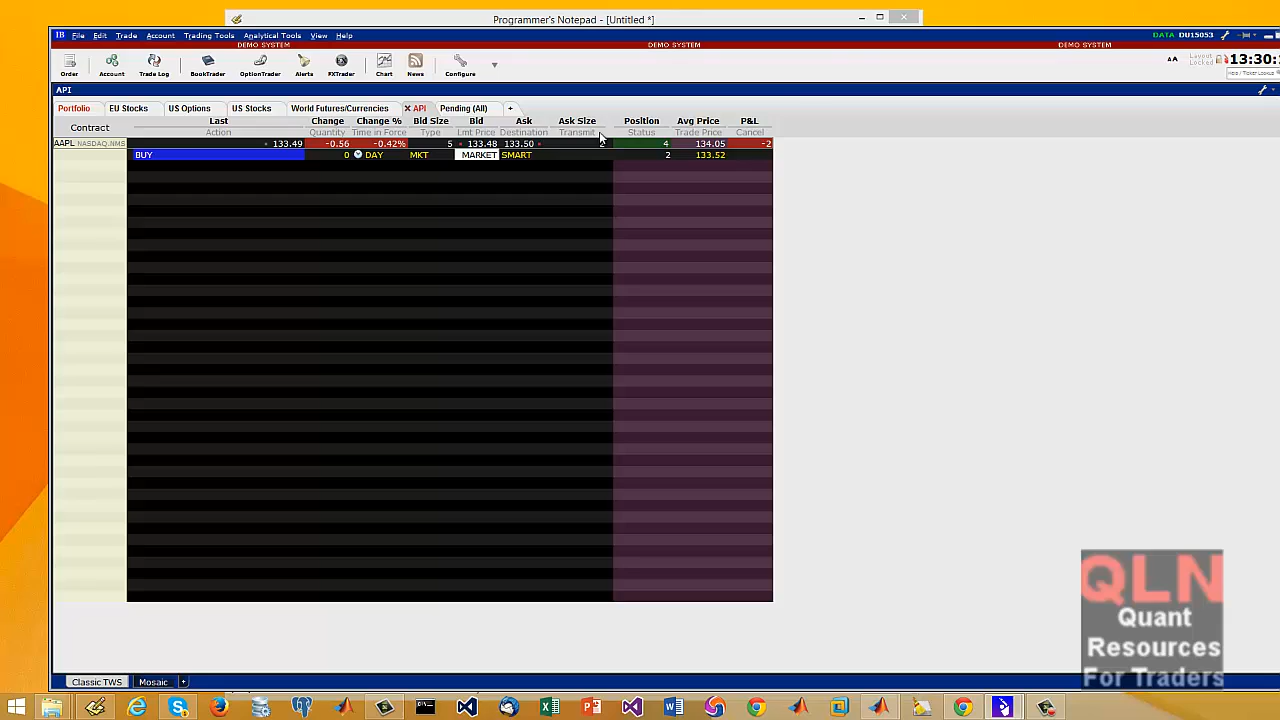 Programmer's Notepad - [Untitled *]
IB File Edit Trade Account Trading Tools Analytical Tools View Help DATA DU15053
DEMO SYSTEM DEMO SYSTEM DEMO SYSTEM
Order Account Trade Log BookTrader OptionTrader Alerts FXTrader Chart News Configure AA Layout Locked 13:30:
API
Portfolio EU Stocks US Options US Stocks World Futures/Currencies X API Pending (All) +
Contract Last Change Change % Bid Size Bid Ask Ask Size Position Avg Price P&L
Action Quantity Time in Force Type Lmt Price Destination Transmit Status Trade Price Cancel
AAPL NASDAQ.NMS 133.49 -0.56 -0.42% 5 133.48 133.50 2 4 134.05 -2
BUY 0 DAY MKT MARKET SMART 2 133.52
QLN
Quant
Resources
For Traders
Classic TWS Mosaic +